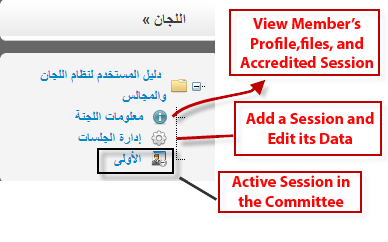 اللجان »
دليل المستخدم لنظام اللجان
والمجالس
معلومات اللجنة
إدارة الجلسات
الأولى
View Member's
Profile,files, and
Accredited Session
Add a Session and
Edit its Data
Active Session in
the Committee